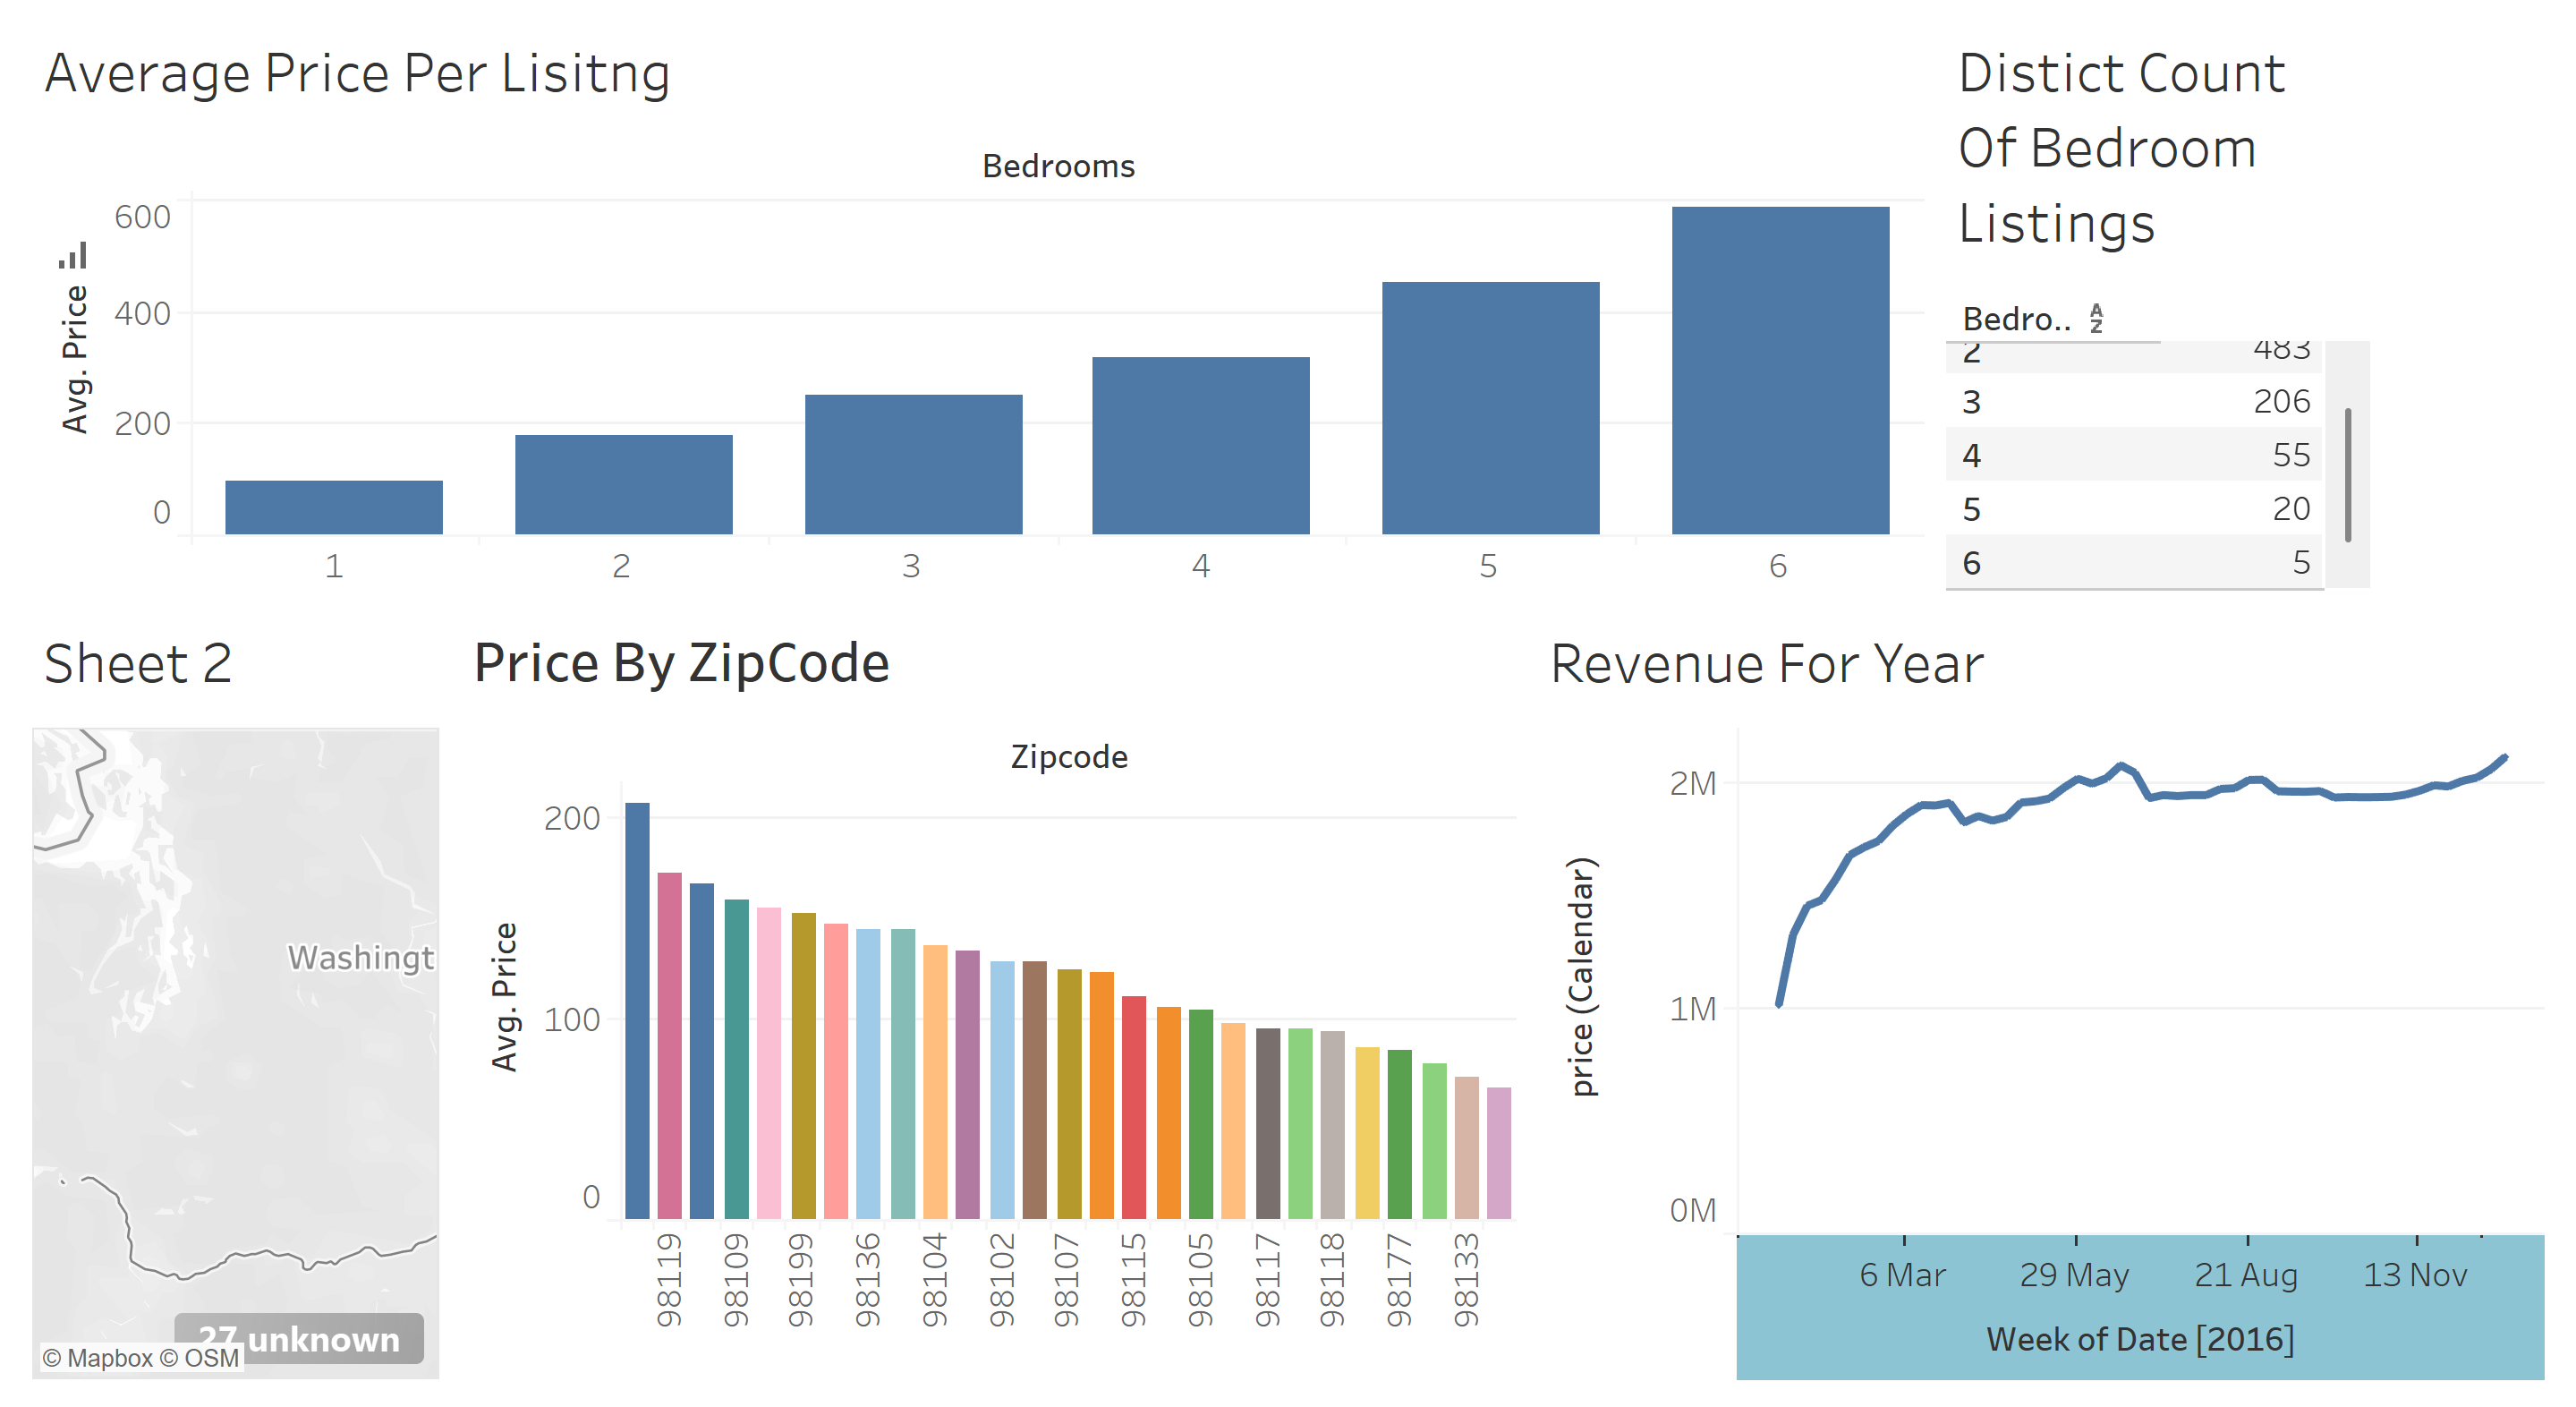 Average Price Per Lisitng
Bedrooms
Avg. Price
600
400
200
0
1 2 3 4 5 6
Distict Count
Of Bedroom
Listings
Bedro..
2 483
3 206
4 55
5 20
6 5
Sheet 2
Washingt
27 unknown
© Mapbox © OSM
Price By ZipCode
Zipcode
Avg. Price
200
100
0
98119 98109 98199 98136 98104 98102 98107 98115 98105 98117 98118 98177 98133
Revenue For Year
price (Calendar)
2M
1M
0M
6 Mar 29 May 21 Aug 13 Nov
Week of Date [2016]